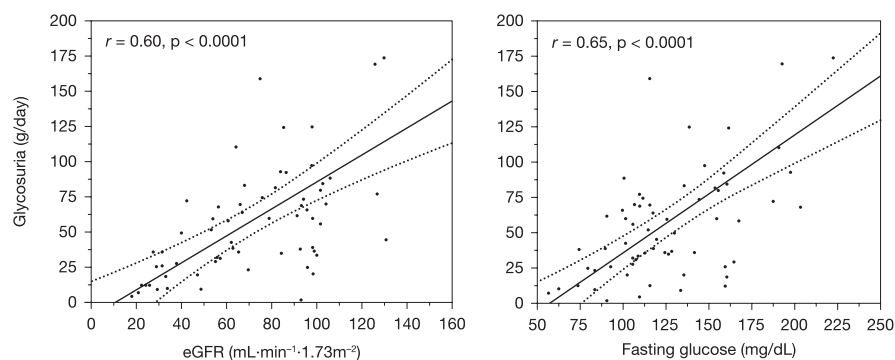 Glycosuria (g/day)
200
175
150
125
100
75
50
25
0
r = 0.60, p < 0.0001
0 20 40 60 80 100 120 140 160
eGFR (mL·min⁻¹·1.73m⁻²)
200
175
150
125
100
75
50
25
0
r = 0.65, p < 0.0001
50 75 100 125 150 175 200 225 250
Fasting glucose (mg/dL)